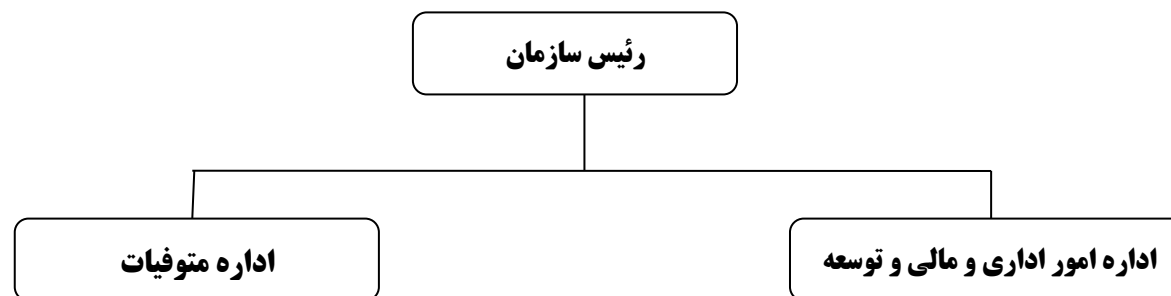 رئیس سازمان
اداره امور اداری و مالی و توسعه
اداره متوفیات